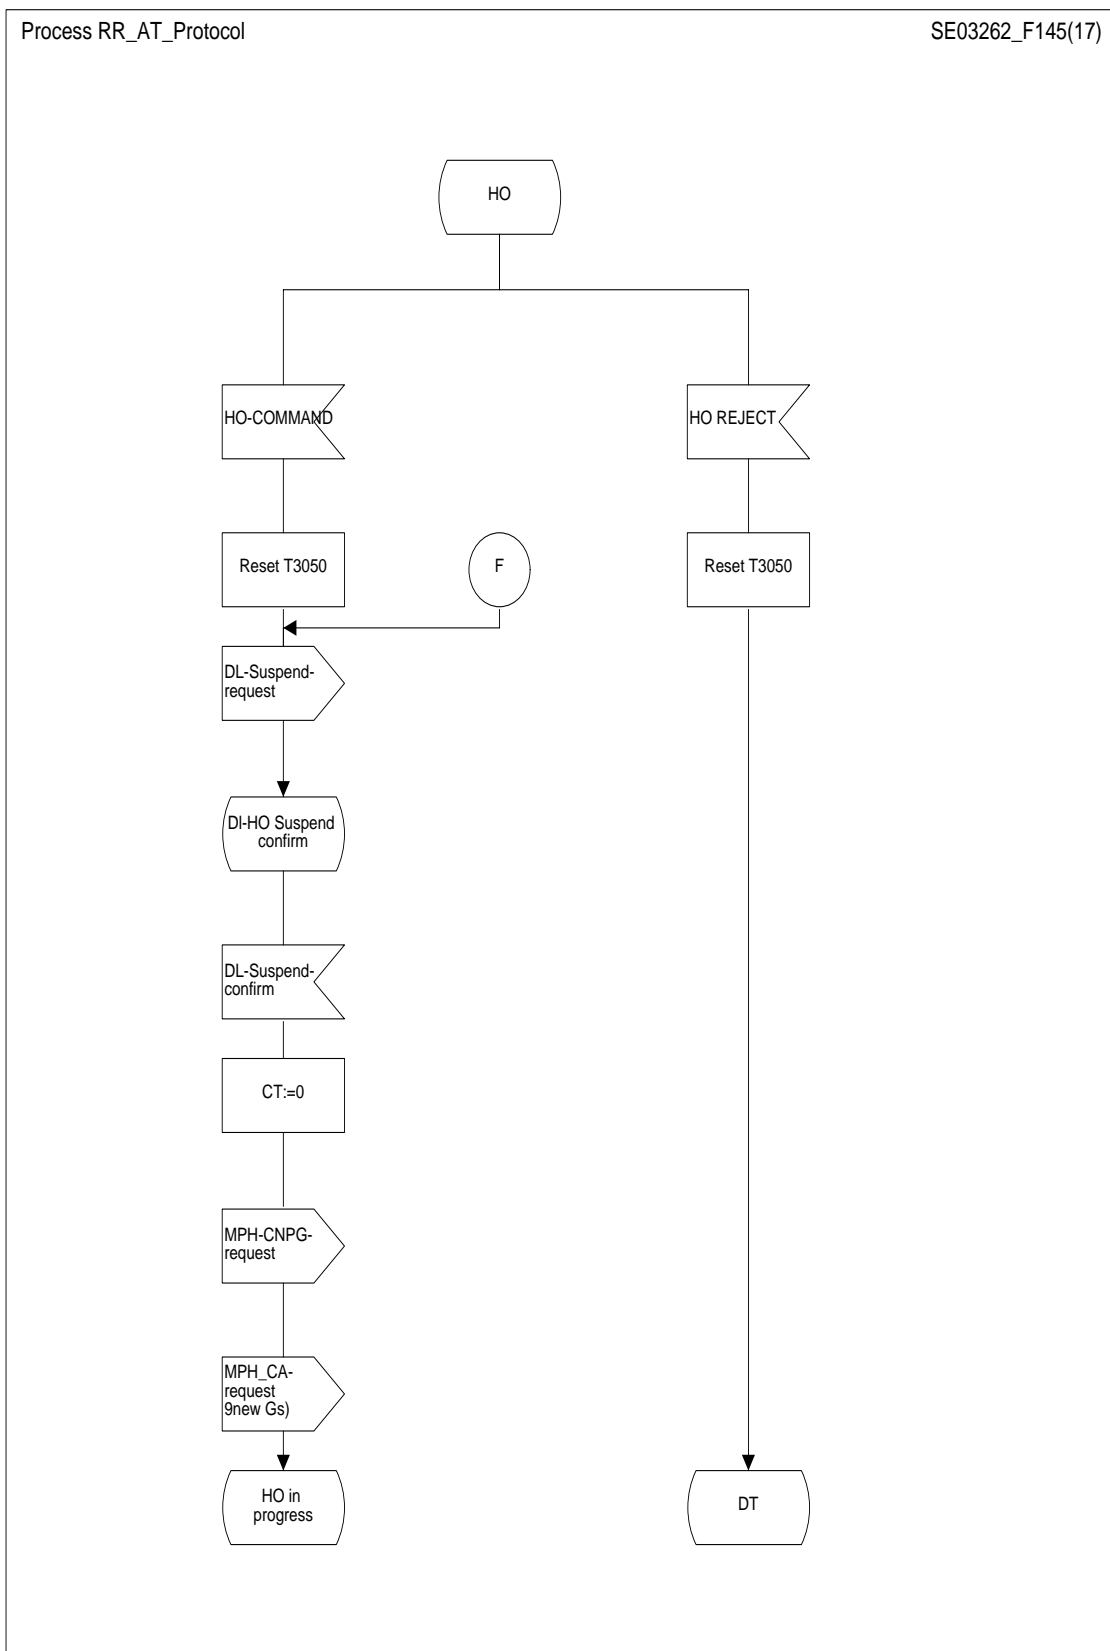 Process RR_AT_Protocol
SE03262_F145(17)
HO
HO-COMMAND
HO REJECT
Reset T3050
F
Reset T3050
DL-Suspend-
request
DI-HO Suspend
confirm
DL-Suspend-
confirm
CT:=0
MPH-CNPG-
request
MPH_CA-
request
9new Gs)
HO in
progress
DT